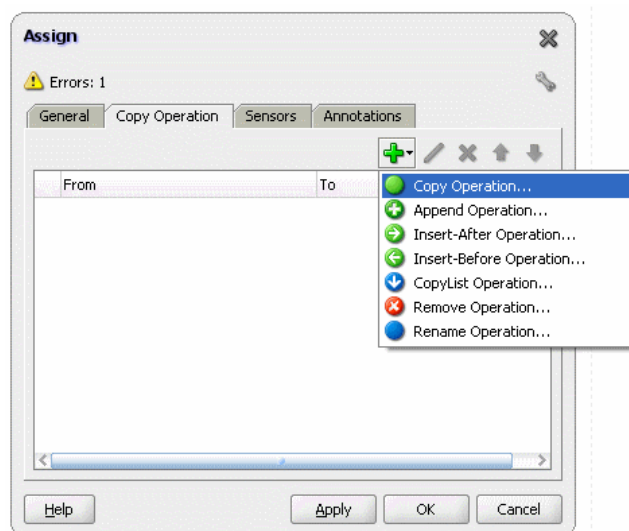 Assign
Errors: 1
General Copy Operation Sensors Annotations
From To
Copy Operation...
Append Operation...
Insert-After Operation...
Insert-Before Operation...
CopyList Operation...
Remove Operation...
Rename Operation...
Help Apply OK Cancel